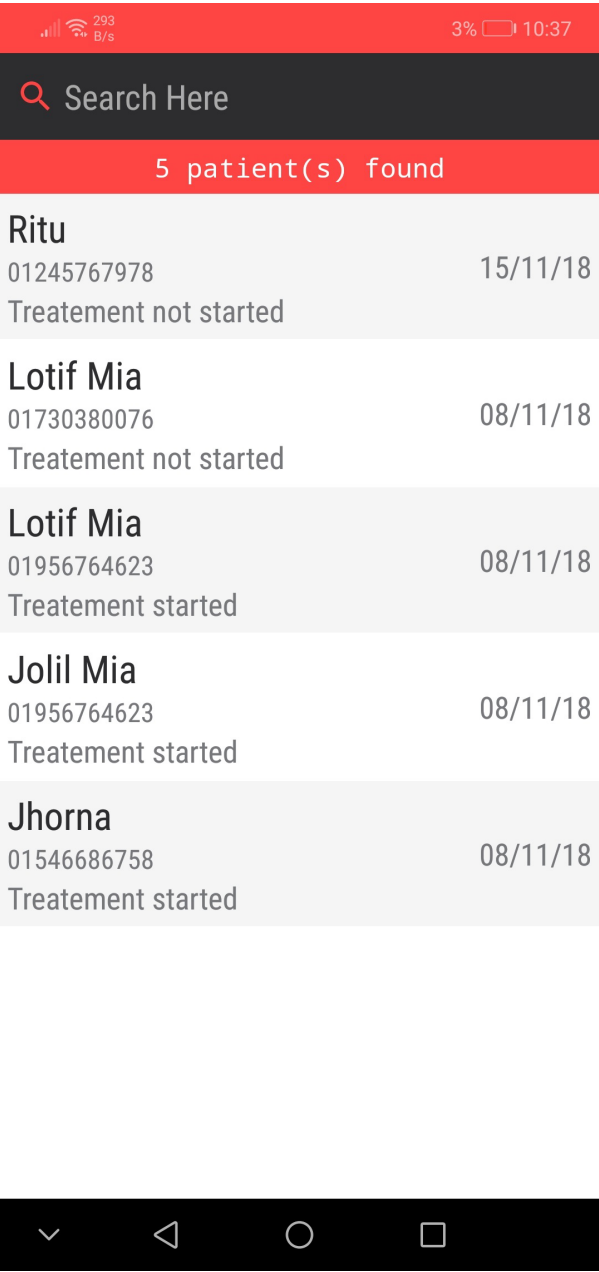 293
B/s
3% 10:37
Search Here
5 patient(s) found
Ritu
01245767978
15/11/18
Treatement not started
Lotif Mia
01730380076
08/11/18
Treatement not started
Lotif Mia
01956764623
08/11/18
Treatement started
Jolil Mia
01956764623
08/11/18
Treatement started
Jhorna
01546686758
08/11/18
Treatement started